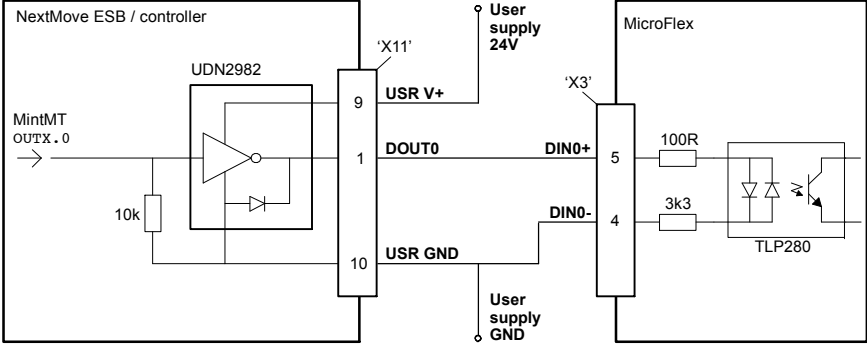 NextMove ESB / controller
User
supply
24V
MicroFlex
'X11'
UDN2982
'X3'
MintMT
OUTX.0
9
USR V+
1
DOUT0
DIN0+
5
100R
10k
DIN0-
4
3k3
TLP280
10
USR GND
User
supply
GND